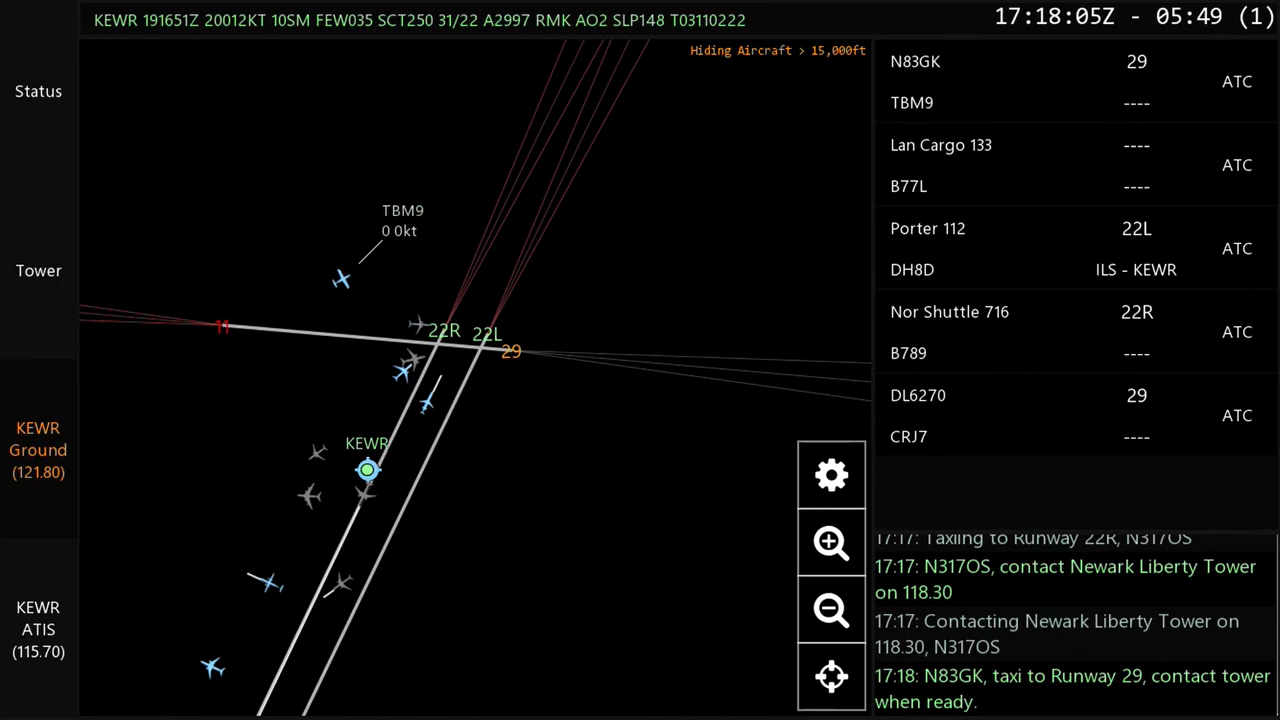 KEWR 191651Z 20012KT 10SM FEW035 SCT250 31/22 A2997 RMK AO2 SLP148 T03110222
17:18:05Z - 05:49 (1)
Hiding Aircraft > 15,000ft
Status
Tower
KEWR
Ground
(121.80)
KEWR
ATIS
(115.70)
TBM9
0 0kt
11
22R
22L
29
KEWR
N83GK
29
ATC
TBM9
----
Lan Cargo 133
----
ATC
B77L
----
Porter 112
22L
ATC
DH8D
ILS - KEWR
Nor Shuttle 716
22R
ATC
B789
----
DL6270
29
ATC
CRJ7
----
17:17: Taxiing to Runway 22R, N317OS
17:17: N317OS, contact Newark Liberty Tower
on 118.30
17:17: Contacting Newark Liberty Tower on
118.30, N317OS
17:18: N83GK, taxi to Runway 29, contact tower
when ready.